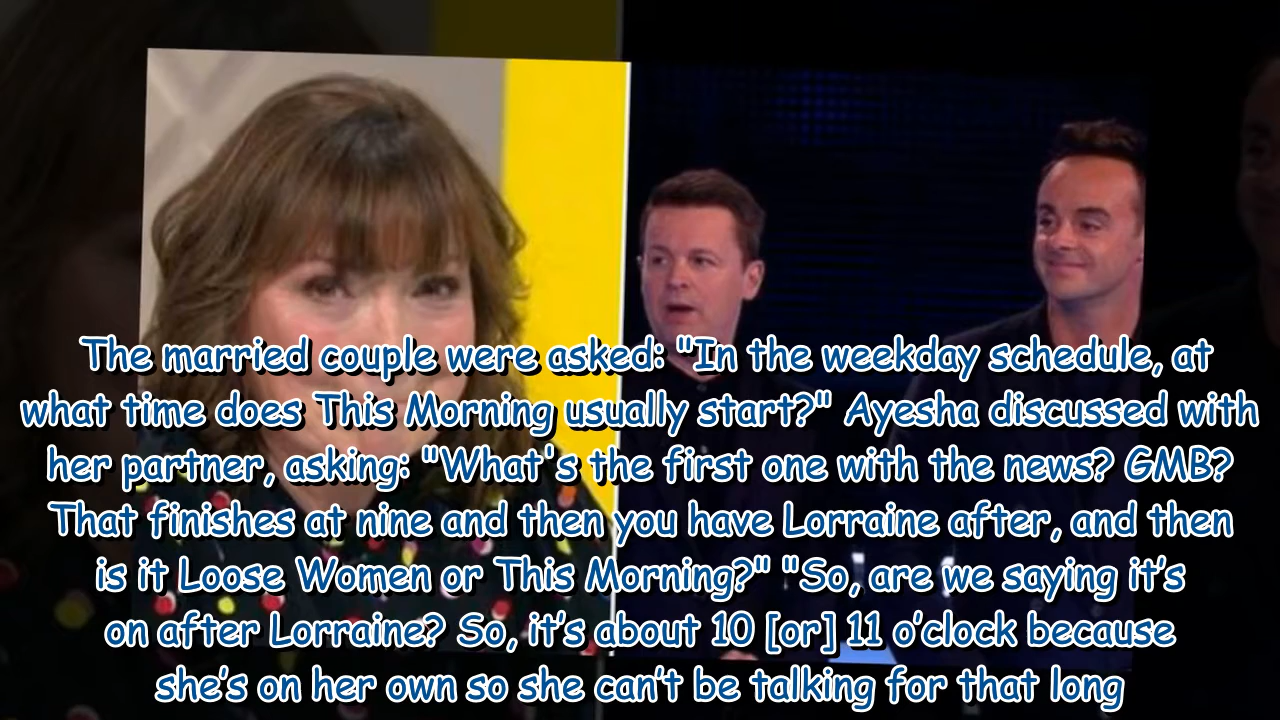 The married couple were asked: "In the weekday schedule, at
what time does This Morning usually start?" Ayesha discussed with
her partner, asking: "What's the first one with the news? GMB?
That finishes at nine and then you have Lorraine after, and then
is it Loose Women or This Morning?" "So, are we saying it’s
on after Lorraine? So, it’s about 10 [or] 11 o’clock because
she’s on her own so she can’t be talking for that long